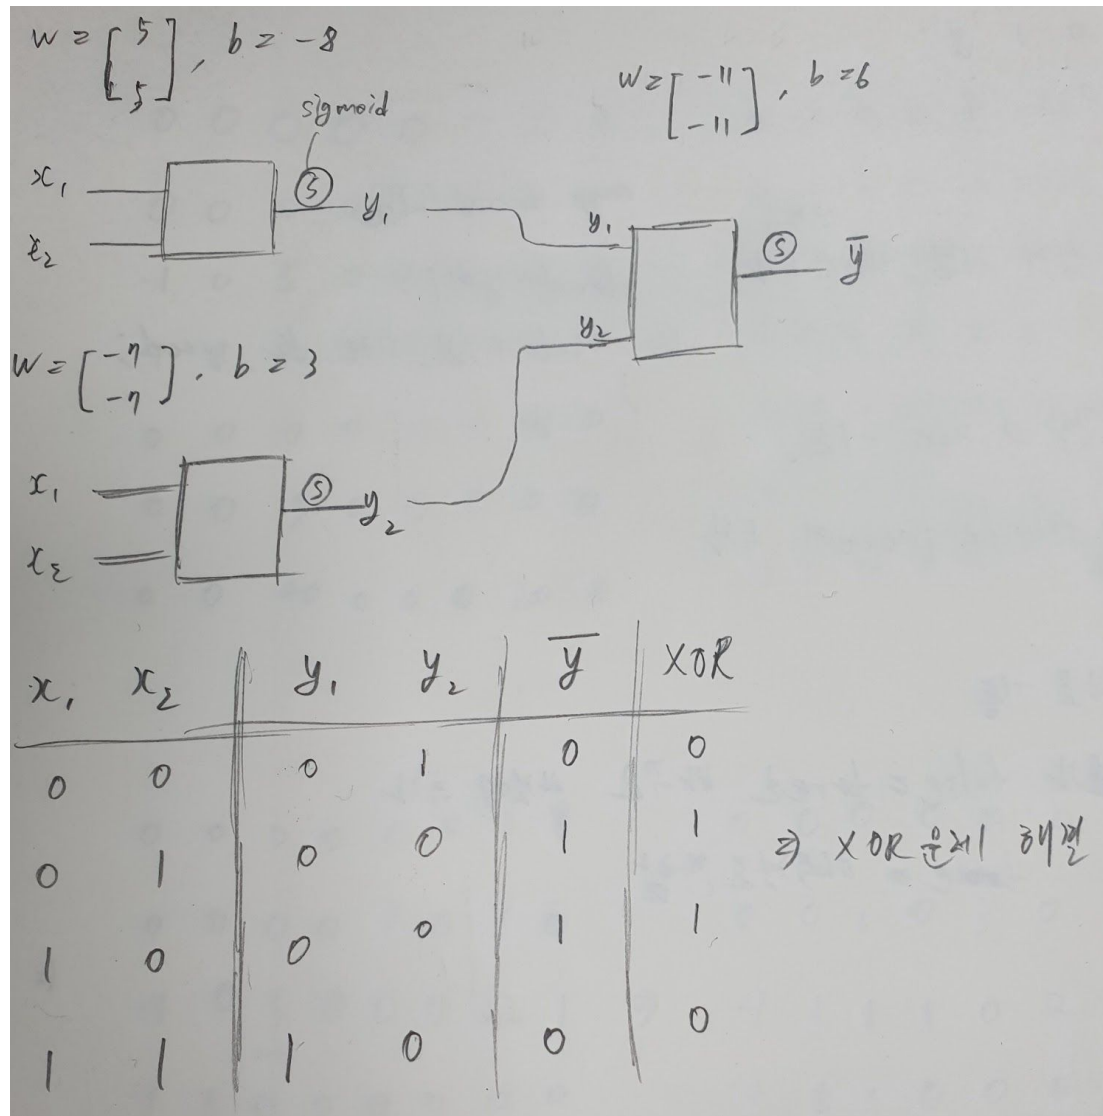 W = [5 5], b = -8
W = [-11 -11], b = 6
sigmoid
x₁
S
y₁
y₁
x₂
S
y̅
y₂
W = [-7 -7], b = 3
x₁
S
y₂
x₂
x₁ x₂ y₁ y₂ y̅ XOR
0 0 0 1 0 0
0 1 0 0 1 1
⇒ XOR 문제 해결
1 0 0 0 1 1
1 1 1 0 0 0